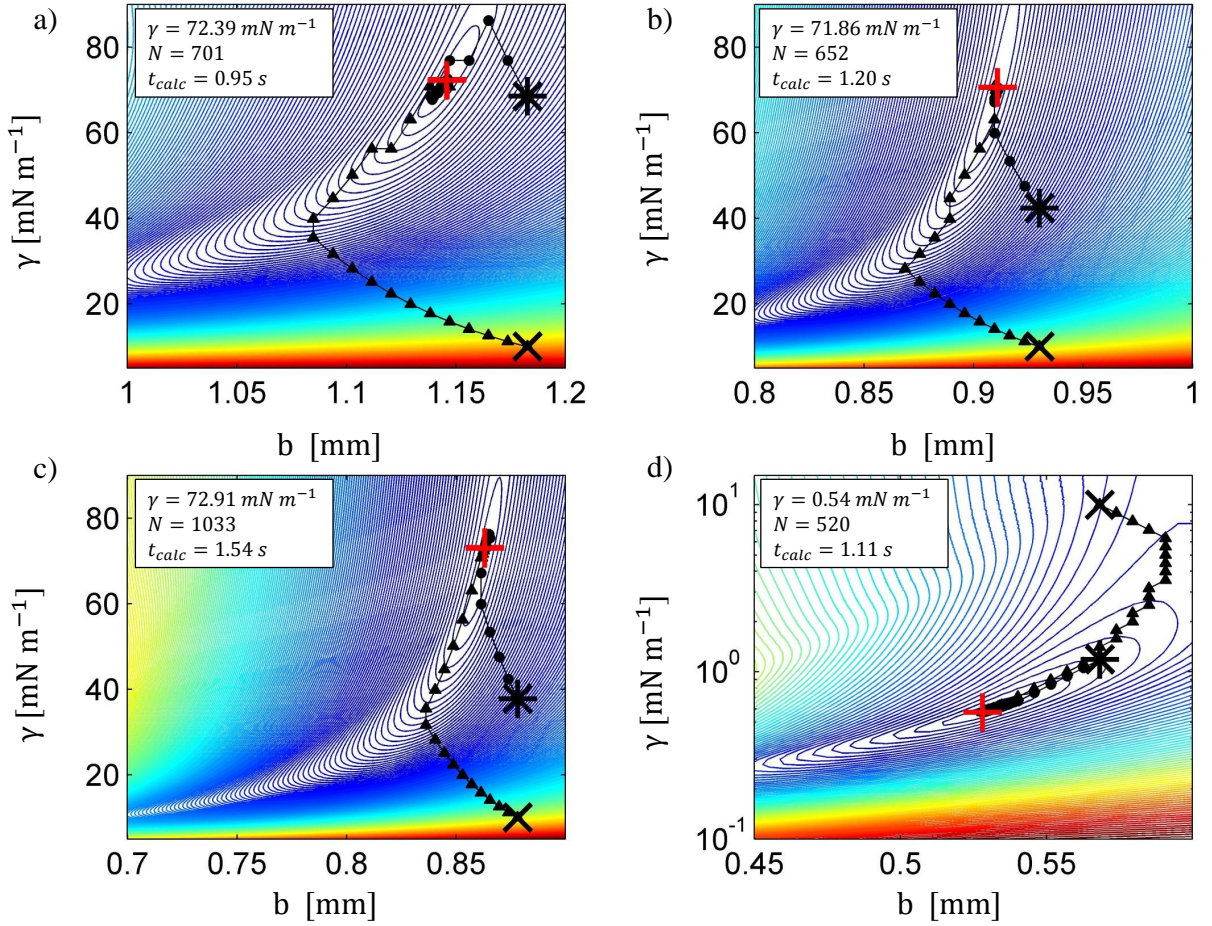 a)
γ = 72.39 mN m⁻¹
N = 701
t_calc = 0.95 s
80
60
40
20
γ [mN m⁻¹]
1 1.05 1.1 1.15 1.2
b [mm]
b)
γ = 71.86 mN m⁻¹
N = 652
t_calc = 1.20 s
80
60
40
20
γ [mN m⁻¹]
0.8 0.85 0.9 0.95 1
b [mm]
c)
γ = 72.91 mN m⁻¹
N = 1033
t_calc = 1.54 s
80
60
40
20
γ [mN m⁻¹]
0.7 0.75 0.8 0.85
b [mm]
d)
γ = 0.54 mN m⁻¹
N = 520
t_calc = 1.11 s
10¹
10⁰
10⁻¹
γ [mN m⁻¹]
0.45 0.5 0.55
b [mm]